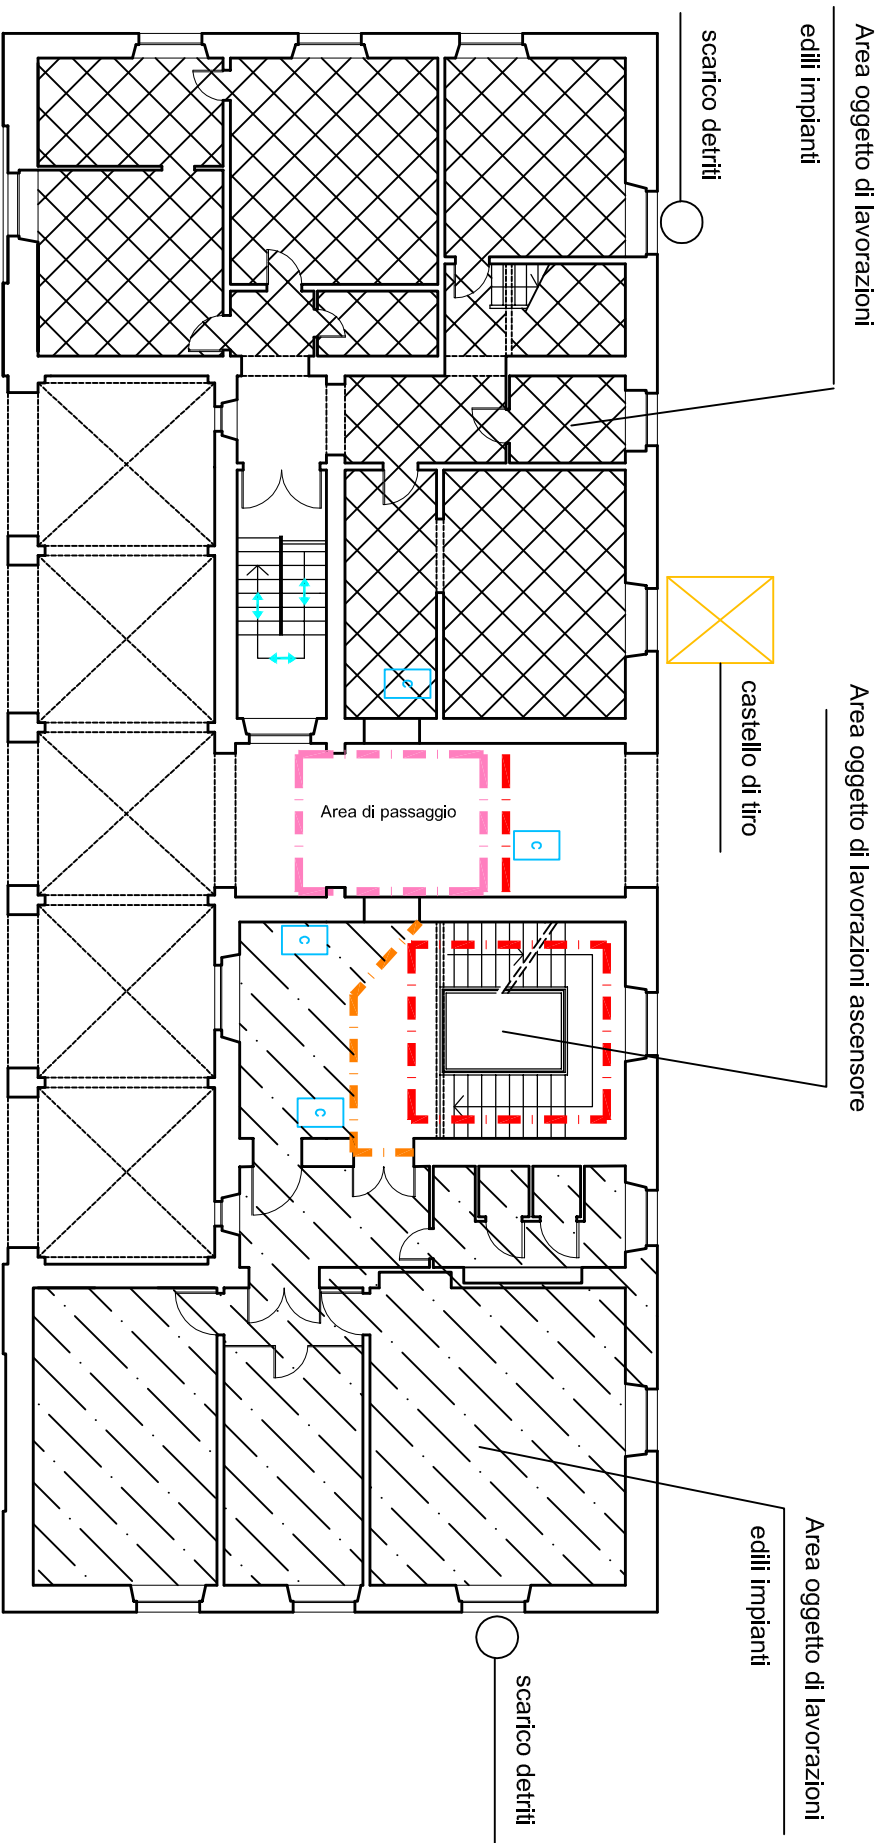 Area oggetto di lavorazioni
edili impianti
scarico detriti
castello di tiro
Area oggetto di lavorazioni ascensore
Area di passaggio
C
C
C
C
Area oggetto di lavorazioni
edili impianti
scarico detriti